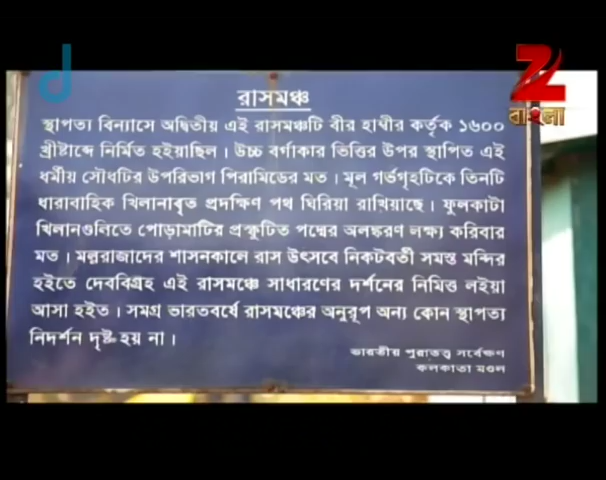 d
Z
বাংলা
রাসমঞ্চ
স্থাপত্য বিন্যাসে অদ্বিতীয় এই রাসমঞ্চটি বীর হাম্বীর কর্তৃক ১৬০০
খ্রীষ্টাব্দে নির্মিত হইয়াছিল । উচ্চ বর্গাকার ভিত্তির উপর স্থাপিত এই
ধর্মীয় সৌধটির উপরিভাগ পিরামিডের মত । মূল গর্ভগৃহটিকে তিনটি
ধারাবাহিক খিলানাবৃত প্রদক্ষিণ পথ ঘিরিয়া রাখিয়াছে । ফুলকাটা
খিলানগুলিতে পোড়ামাটির প্রস্ফুটিত পদ্মের অলঙ্করণ লক্ষ্য করিবার
মত । মল্লরাজাদের শাসনকালে রাস উৎসবে নিকটবর্তী সমস্ত মন্দির
হইতে দেববিগ্রহ এই রাসমঞ্চে সাধারণের দর্শনের নিমিত্ত লইয়া
আসা হইত । সমগ্র ভারতবর্ষে রাসমঞ্চের অনুরূপ অন্য কোন স্থাপত্য
নিদর্শন দৃষ্ট হয় না ।
ভারতীয় পুরাতত্ত্ব সর্বেক্ষণ
কলকাতা মণ্ডল